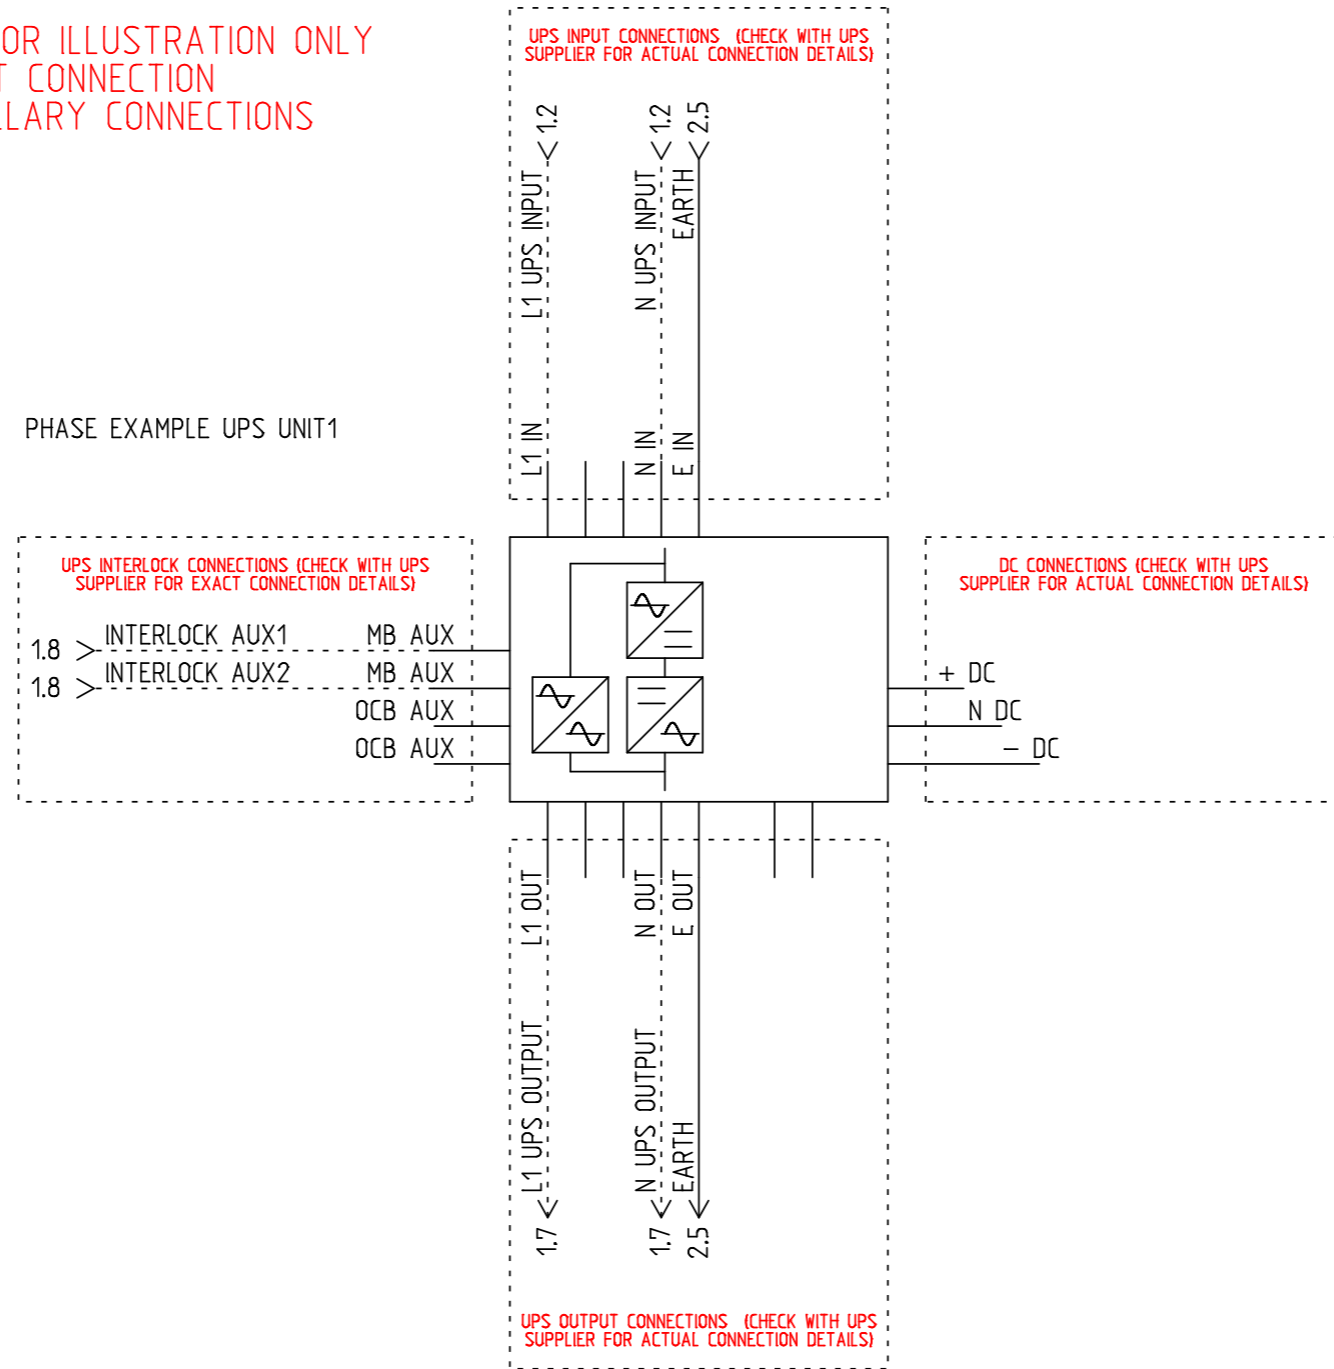 OR ILLUSTRATION ONLY
T CONNECTION
LLARY CONNECTIONS
UPS INPUT CONNECTIONS (CHECK WITH UPS
SUPPLIER FOR ACTUAL CONNECTION DETAILS)
1.2
1.2
2.5
L1 UPS INPUT
N UPS INPUT
EARTH
PHASE EXAMPLE UPS UNIT1
L1 IN
N IN
E IN
UPS INTERLOCK CONNECTIONS (CHECK WITH UPS
SUPPLIER FOR EXACT CONNECTION DETAILS)
1.8 INTERLOCK AUX1 MB AUX
1.8 INTERLOCK AUX2 MB AUX
OCB AUX
OCB AUX
DC CONNECTIONS (CHECK WITH UPS
SUPPLIER FOR ACTUAL CONNECTION DETAILS)
+ DC
N DC
- DC
L1 OUT
N OUT
E OUT
L1 UPS OUTPUT
N UPS OUTPUT
EARTH
1.7
1.7
2.5
UPS OUTPUT CONNECTIONS (CHECK WITH UPS
SUPPLIER FOR ACTUAL CONNECTION DETAILS)